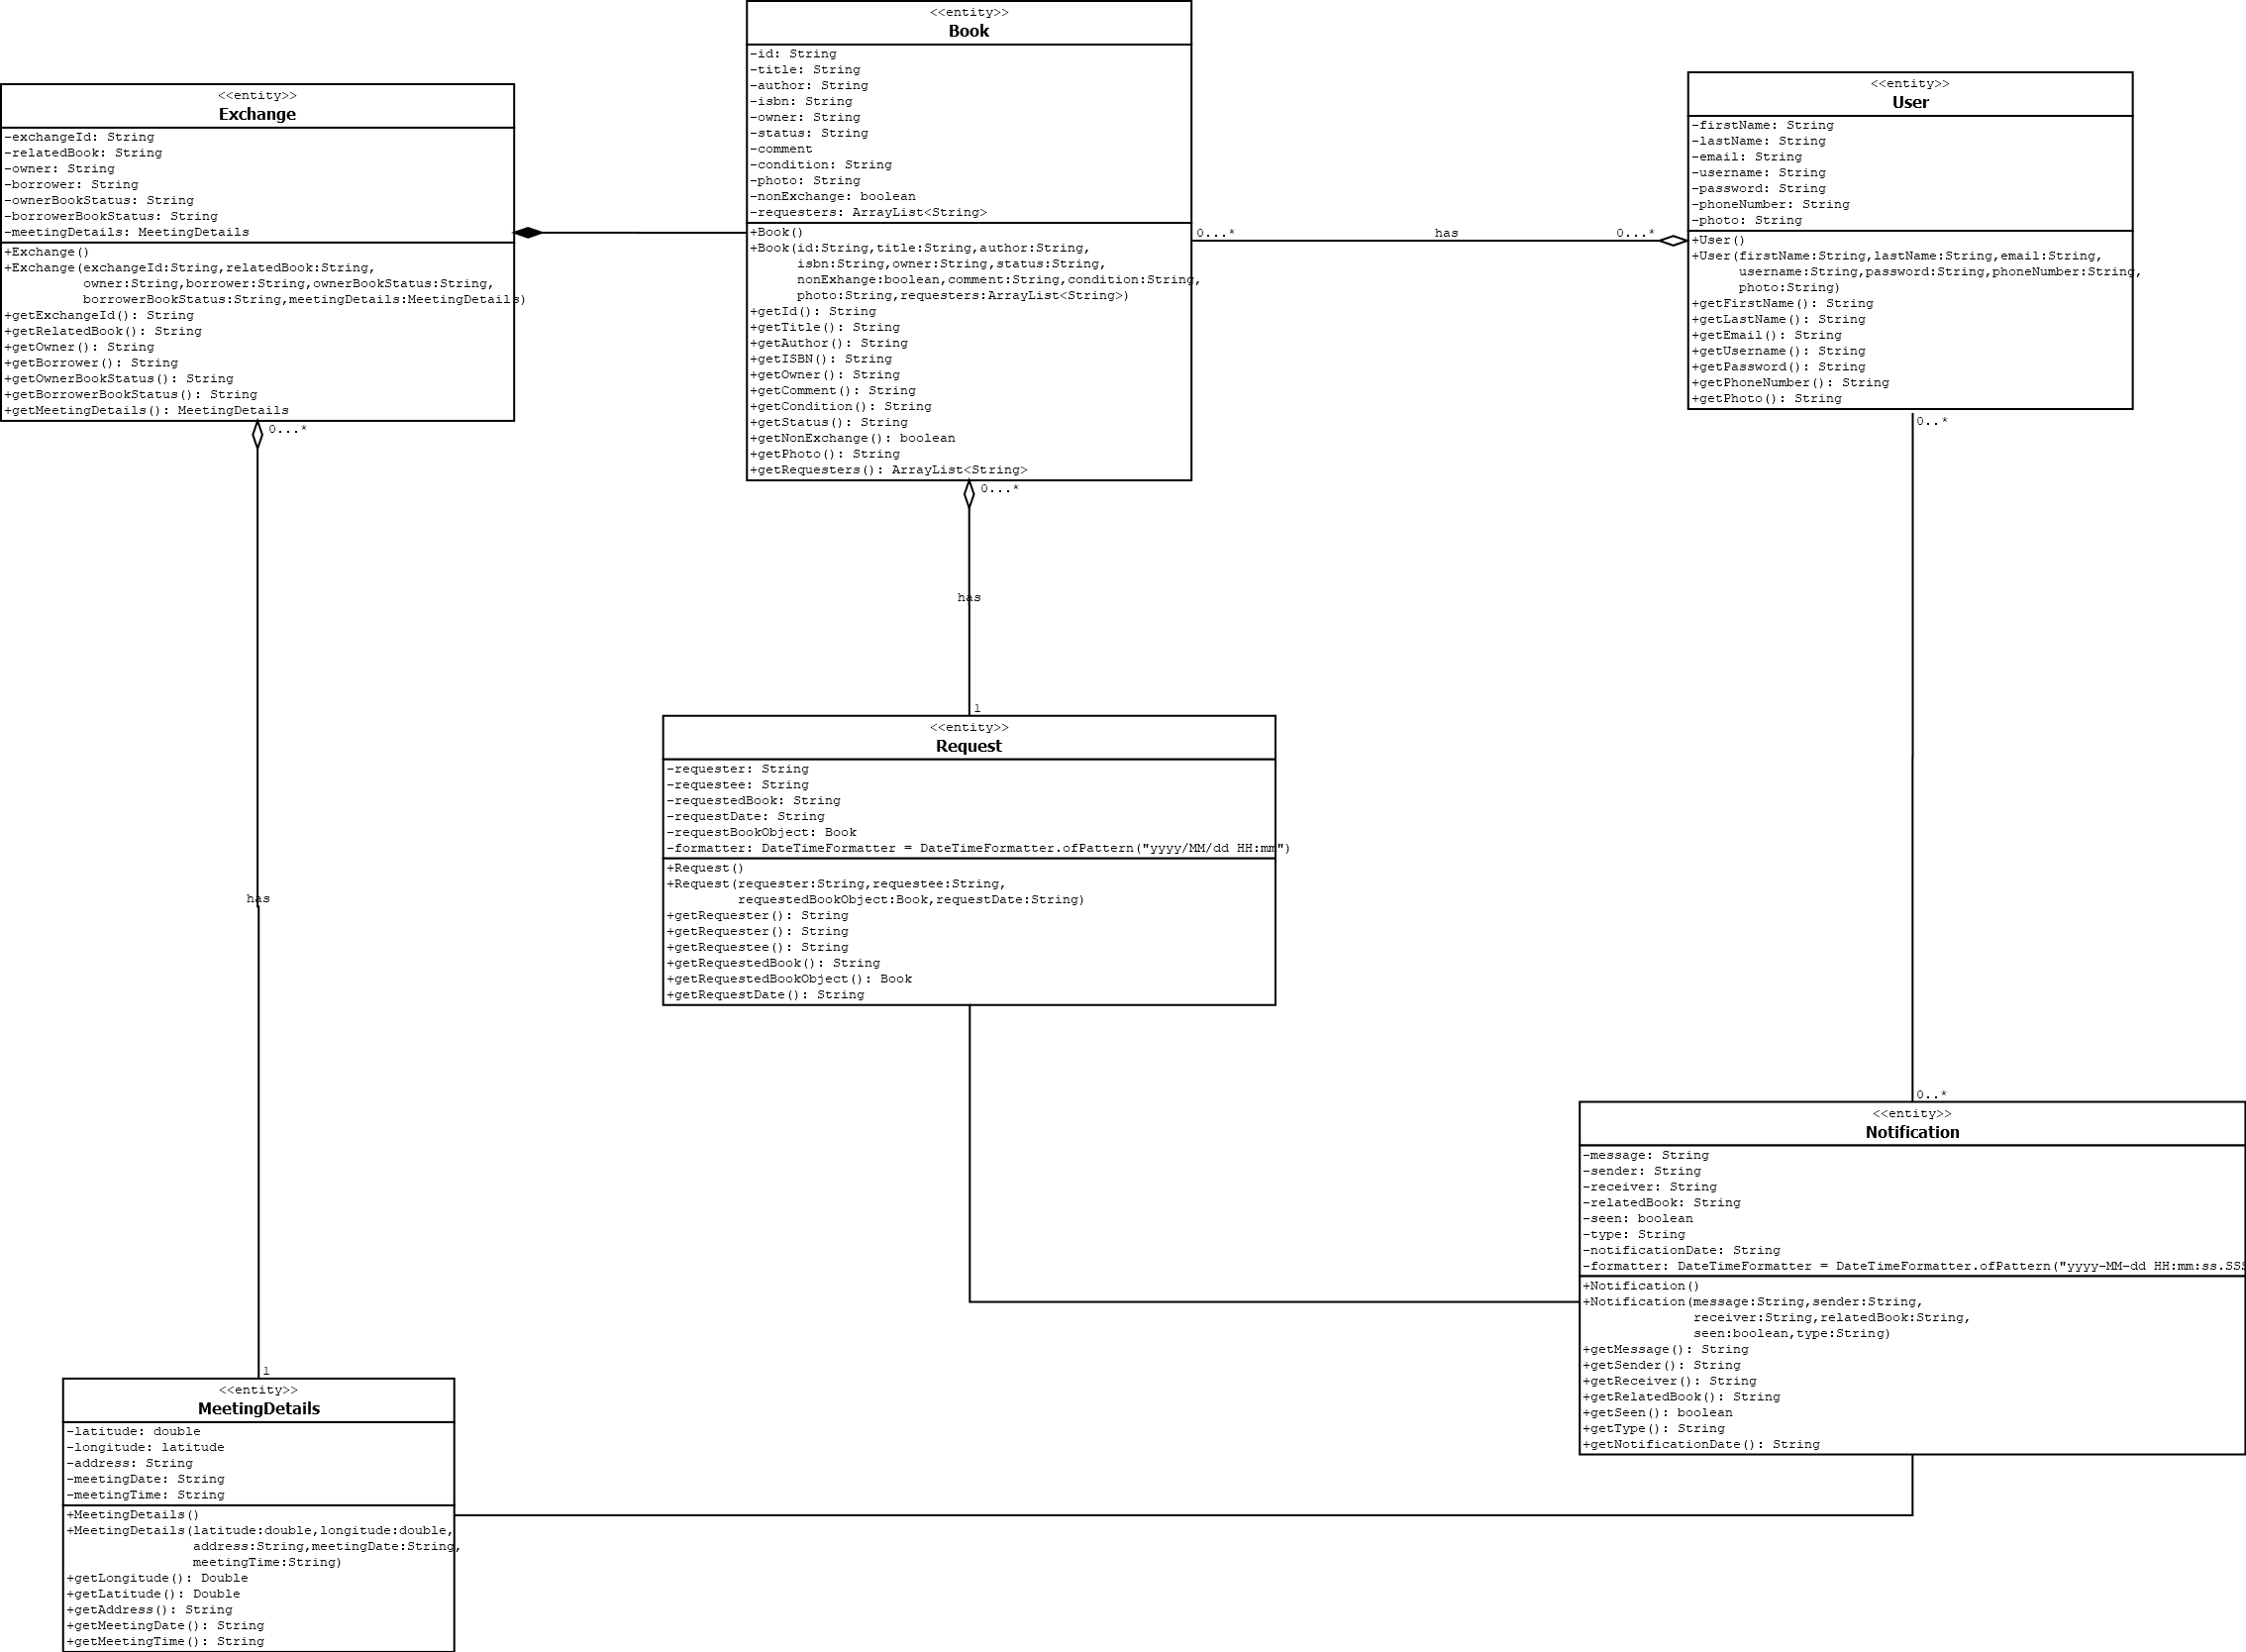 <<entity>>
Book
-id: String
-title: String
-author: String
-isbn: String
-owner: String
-status: String
-comment
-condition: String
-photo: String
-nonExchange: boolean
-requesters: ArrayList<String>
+Book()
+Book(id:String,title:String,author:String,
isbn:String,owner:String,status:String,
nonExhange:boolean,comment:String,condition:String,
photo:String,requesters:ArrayList<String>)
+getId(): String
+getTitle(): String
+getAuthor(): String
+getISBN(): String
+getOwner(): String
+getComment(): String
+getCondition(): String
+getStatus(): String
+getNonExchange(): boolean
+getPhoto(): String
+getRequesters(): ArrayList<String>
<<entity>>
Exchange
-exchangeId: String
-relatedBook: String
-owner: String
-borrower: String
-ownerBookStatus: String
-borrowerBookStatus: String
-meetingDetails: MeetingDetails
+Exchange()
+Exchange(exchangeId:String,relatedBook:String,
owner:String,borrower:String,ownerBookStatus:String,
borrowerBookStatus:String,meetingDetails:MeetingDetails)
+getExchangeId(): String
+getRelatedBook(): String
+getOwner(): String
+getBorrower(): String
+getOwnerBookStatus(): String
+getBorrowerBookStatus(): String
+getMeetingDetails(): MeetingDetails
<<entity>>
User
-firstName: String
-lastName: String
-email: String
-username: String
-password: String
-phoneNumber: String
-photo: String
+User()
+User(firstName:String,lastName:String,email:String,
username:String,password:String,phoneNumber:String,
photo:String)
+getFirstName(): String
+getLastName(): String
+getEmail(): String
+getUsername(): String
+getPassword(): String
+getPhoneNumber(): String
+getPhoto(): String
0...*
has
0...*
0...*
0...*
0..*
has
1
<<entity>>
Request
-requester: String
-requestee: String
-requestedBook: String
-requestDate: String
-requestBookObject: Book
-formatter: DateTimeFormatter = DateTimeFormatter.ofPattern("yyyy/MM/dd HH:mm")
+Request()
+Request(requester:String,requestee:String,
requestedBookObject:Book,requestDate:String)
+getRequester(): String
+getRequester(): String
+getRequestee(): String
+getRequestedBook(): String
+getRequestedBookObject(): Book
+getRequestDate(): String
has
0..*
<<entity>>
Notification
-message: String
-sender: String
-receiver: String
-relatedBook: String
-seen: boolean
-type: String
-notificationDate: String
-formatter: DateTimeFormatter = DateTimeFormatter.ofPattern("yyyy-MM-dd HH:mm:ss.SSS
+Notification()
+Notification(message:String,sender:String,
receiver:String,relatedBook:String,
seen:boolean,type:String)
+getMessage(): String
+getSender(): String
+getReceiver(): String
+getRelatedBook(): String
+getSeen(): boolean
+getType(): String
+getNotificationDate(): String
1
<<entity>>
MeetingDetails
-latitude: double
-longitude: latitude
-address: String
-meetingDate: String
-meetingTime: String
+MeetingDetails()
+MeetingDetails(latitude:double,longitude:double,
address:String,meetingDate:String,
meetingTime:String)
+getLongitude(): Double
+getLatitude(): Double
+getAddress(): String
+getMeetingDate(): String
+getMeetingTime(): String